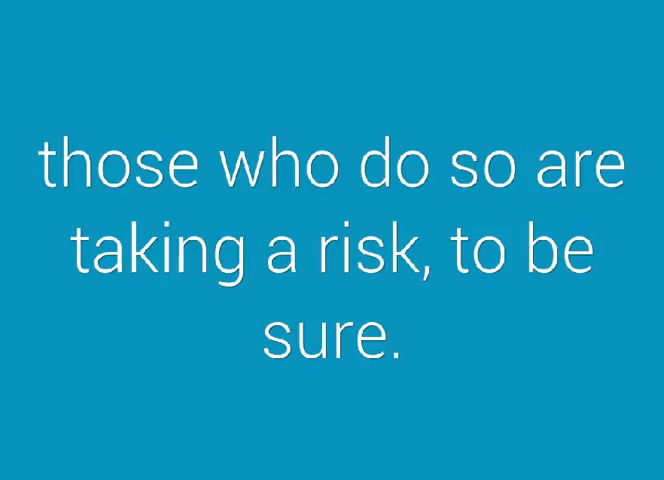 those who do so are
taking a risk, to be
sure.